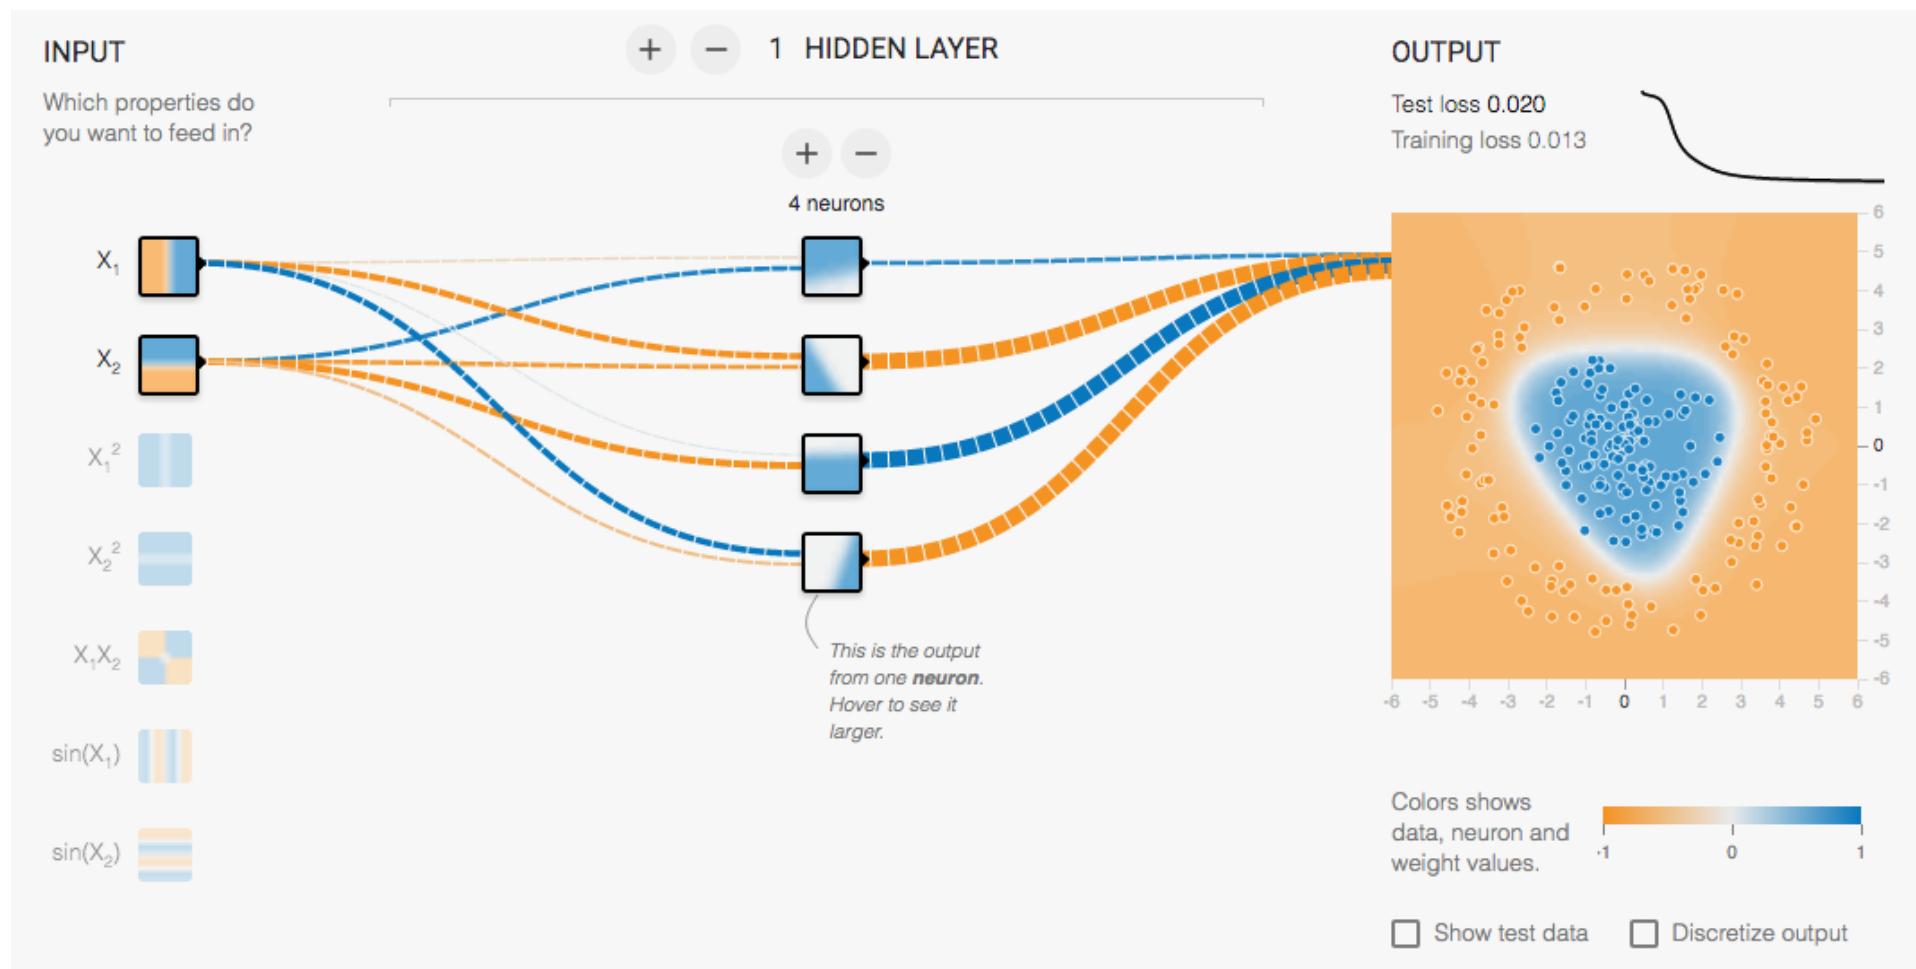 INPUT
Which properties do
you want to feed in?
X₁
X₂
X₁²
X₂²
X₁X₂
sin(X₁)
sin(X₂)
+ − 1 HIDDEN LAYER
+ −
4 neurons
This is the output
from one neuron.
Hover to see it
larger.
OUTPUT
Test loss 0.020
Training loss 0.013
6
5
4
3
2
1
0
-1
-2
-3
-4
-5
-6
-6 -5 -4 -3 -2 -1 0 1 2 3 4 5 6
Colors shows
data, neuron and
weight values.
-1 0 1
Show test data
Discretize output